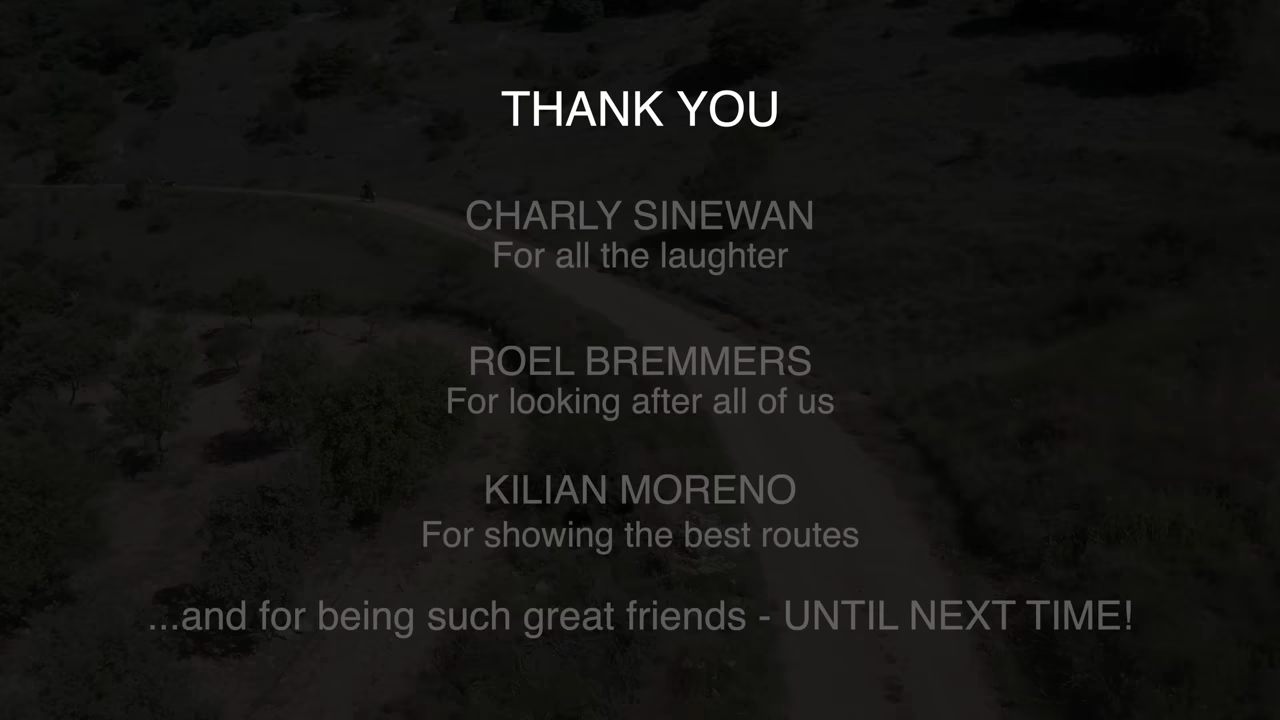 THANK YOU
CHARLY SINEWAN
For all the laughter
ROEL BREMMERS
For looking after all of us
KILIAN MORENO
For showing the best routes
...and for being such great friends - UNTIL NEXT TIME!